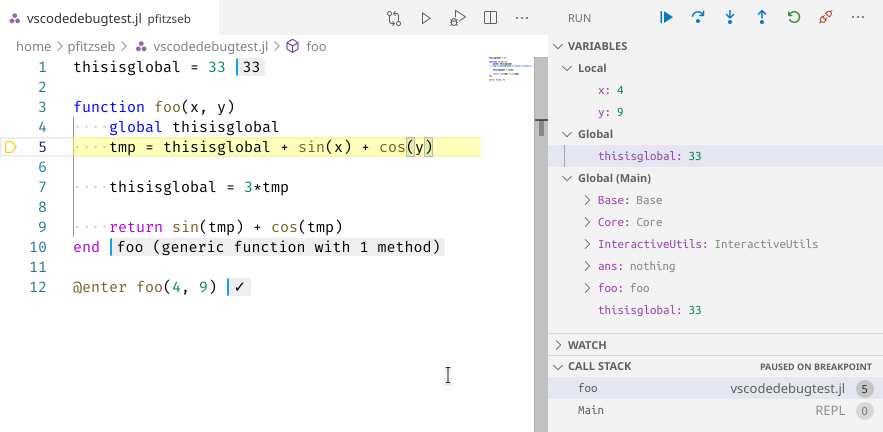 vscodedebugtest.jl pfitzseb
home > pfitzseb > vscodedebugtest.jl > foo
1 thisisglobal = 33 33
2
3 function foo(x, y)
4 ····global thisisglobal
5 ····tmp = thisisglobal + sin(x) + cos(y)
6
7 ····thisisglobal = 3*tmp
8
9 ····return sin(tmp) + cos(tmp)
10 end foo (generic function with 1 method)
11
12 @enter foo(4, 9) ✓
RUN
VARIABLES
Local
x: 4
y: 9
Global
thisisglobal: 33
Global (Main)
Base: Base
Core: Core
InteractiveUtils: InteractiveUtils
ans: nothing
foo: foo
thisisglobal: 33
WATCH
CALL STACK PAUSED ON BREAKPOINT
foo vscodedebugtest.jl 5
Main REPL 0